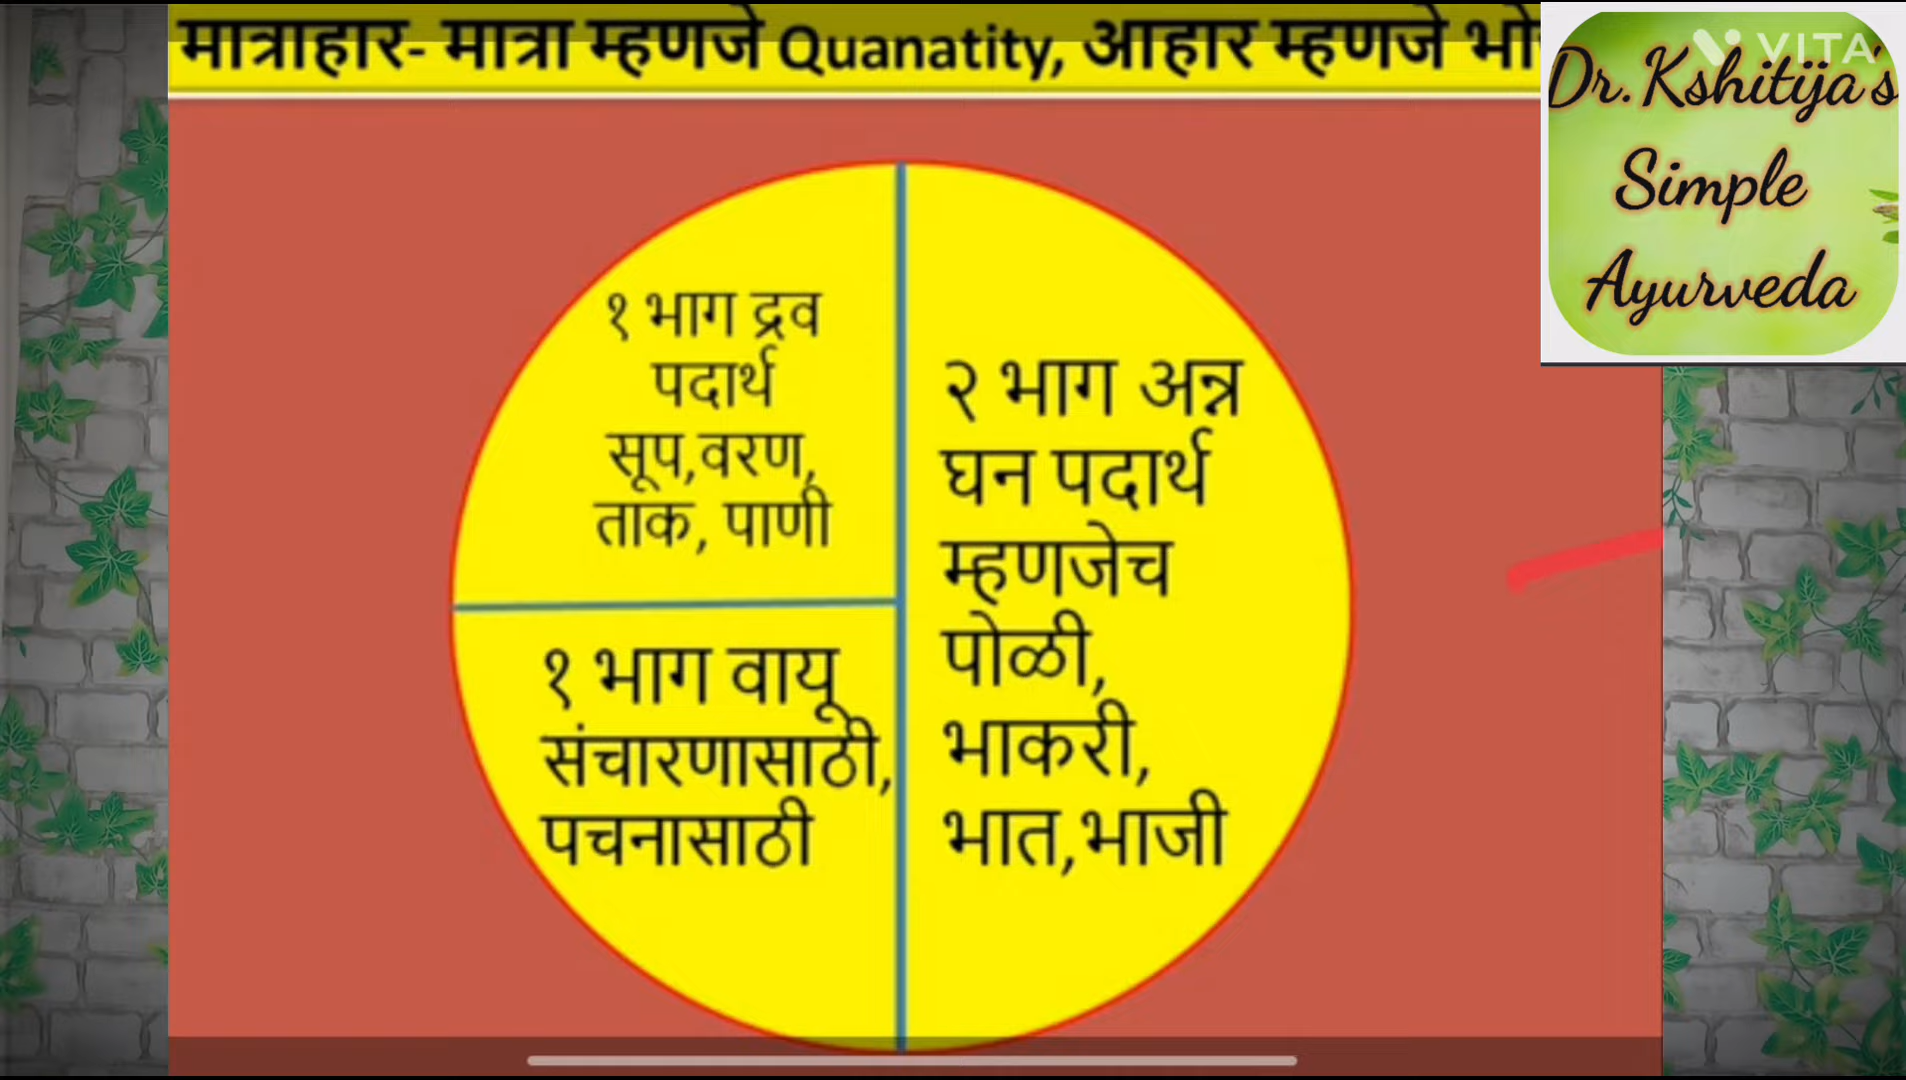 मात्राहार- मात्रा म्हणजे Quanatity, आहार म्हणजे
VITA
Dr.Kshitija's
Simple
Ayurveda
१ भाग द्रव
पदार्थ
सूप,वरण,
ताक, पाणी
२ भाग अन्न
घन पदार्थ
म्हणजेच
पोळी,
भाकरी,
भात,भाजी
१ भाग वायू
संचारणासाठी,
पचनासाठी